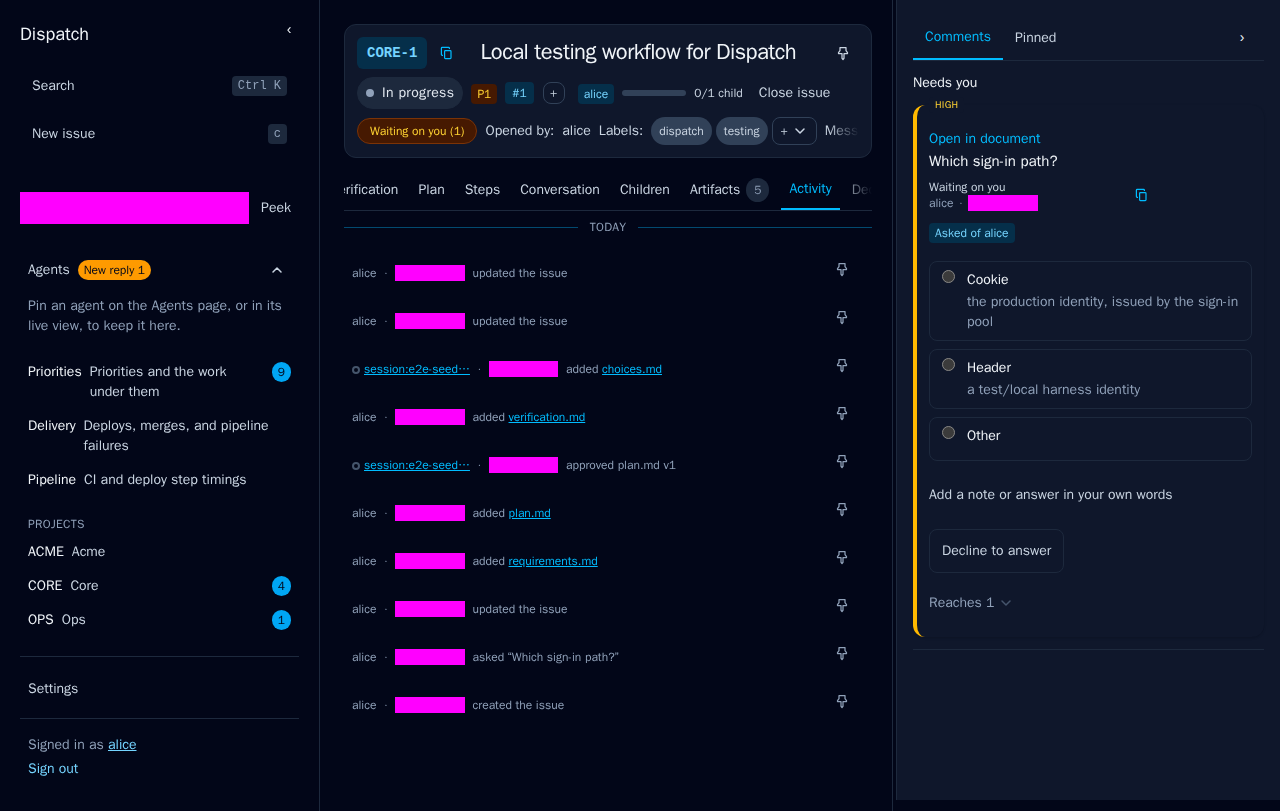 Dispatch
Search
Ctrl K
New issue
C
Peek
Agents
New reply 1
Pin an agent on the Agents page, or in its
live view, to keep it here.
Priorities Priorities and the work
under them
9
Delivery Deploys, merges, and pipeline
failures
Pipeline CI and deploy step timings
PROJECTS
ACME Acme
CORE Core
4
OPS Ops
1
Settings
Signed in as alice
Sign out
CORE-1
Local testing workflow for Dispatch
In progress
P1
#1
+
alice
0/1 child
Close issue
Waiting on you (1)
Opened by: alice Labels:
dispatch
testing
+
Mess
erification
Plan
Steps
Conversation
Children
Artifacts 5
Activity
De
TODAY
alice · updated the issue
alice · updated the issue
session:e2e-seed··· · added choices.md
alice · added verification.md
session:e2e-seed··· · approved plan.md v1
alice · added plan.md
alice · added requirements.md
alice · updated the issue
alice · asked “Which sign-in path?”
alice · created the issue
Comments
Pinned
Needs you
HIGH
Open in document
Which sign-in path?
Waiting on you
alice ·
Asked of alice
Cookie
the production identity, issued by the sign-in
pool
Header
a test/local harness identity
Other
Add a note or answer in your own words
Decline to answer
Reaches 1